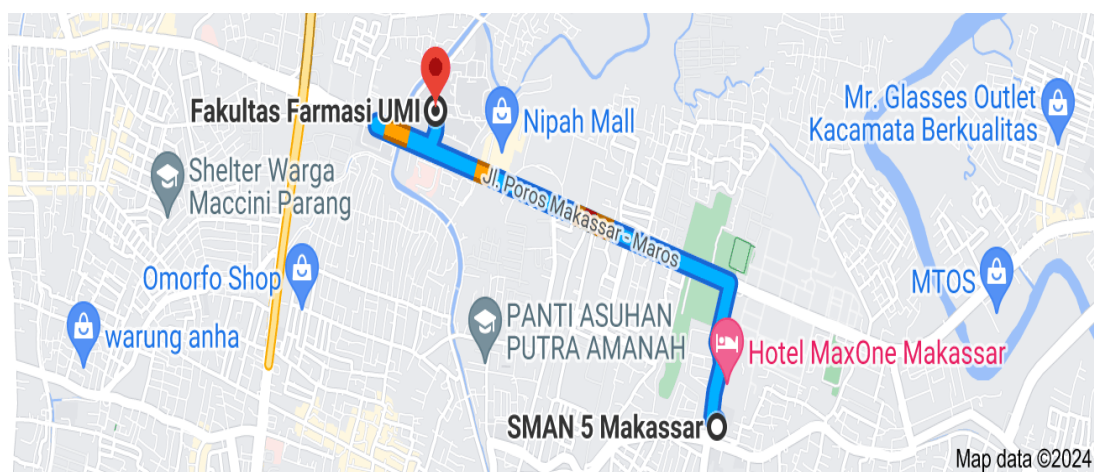 Fakultas Farmasi UMI
Nipah Mall
Mr. Glasses Outlet
Kacamata Berkualitas
Shelter Warga
Maccini Parang
Jl. Poros Makassar - Maros
Omorfo Shop
MTOS
warung anha
PANTI ASUHAN
PUTRA AMANAH
Hotel MaxOne Makassar
SMAN 5 Makassar
Map data ©2024